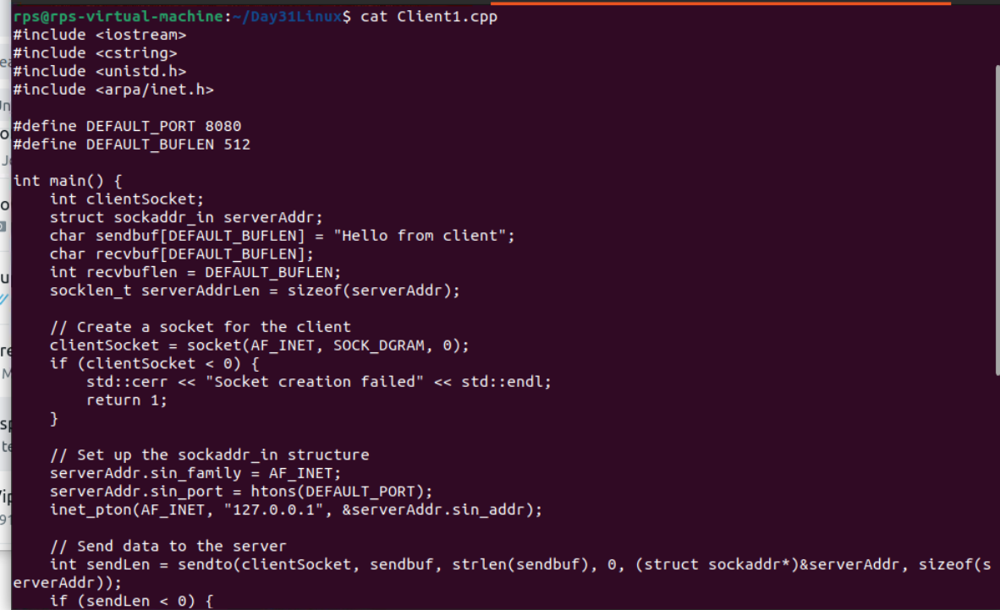 rps@rps-virtual-machine:~/Day31Linux$ cat Client1.cpp
#include <iostream>
#include <cstring>
#include <unistd.h>
#include <arpa/inet.h>

#define DEFAULT_PORT 8080
#define DEFAULT_BUFLEN 512

int main() {
    int clientSocket;
    struct sockaddr_in serverAddr;
    char sendbuf[DEFAULT_BUFLEN] = "Hello from client";
    char recvbuf[DEFAULT_BUFLEN];
    int recvbuflen = DEFAULT_BUFLEN;
    socklen_t serverAddrLen = sizeof(serverAddr);

    // Create a socket for the client
    clientSocket = socket(AF_INET, SOCK_DGRAM, 0);
    if (clientSocket < 0) {
        std::cerr << "Socket creation failed" << std::endl;
        return 1;
    }

    // Set up the sockaddr_in structure
    serverAddr.sin_family = AF_INET;
    serverAddr.sin_port = htons(DEFAULT_PORT);
    inet_pton(AF_INET, "127.0.0.1", &serverAddr.sin_addr);

    // Send data to the server
    int sendLen = sendto(clientSocket, sendbuf, strlen(sendbuf), 0, (struct sockaddr*)&serverAddr, sizeof(s
erverAddr));
    if (sendLen < 0) {